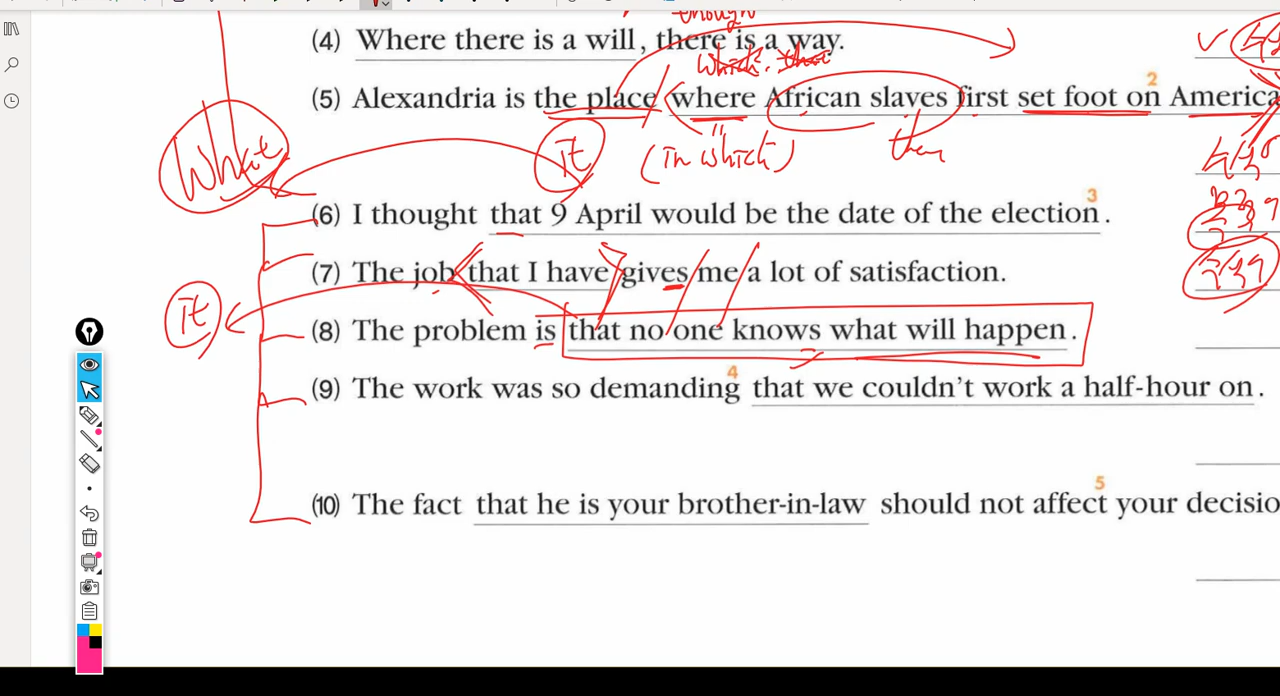 though
(4) Where there is a will, there is a way.
which. that
(5) Alexandria is the place where African slaves first set foot on 2 America
What
it
(in which)
them
(6) I thought that 9 April would be the date of the election 3.
(7) The job that I have gives me a lot of satisfaction.
it
(8) The problem is that no one knows what will happen.
(9) The work was so demanding 4 that we couldn't work a half-hour on.
(10) The fact that he is your brother-in-law should not affect 5 your decisio